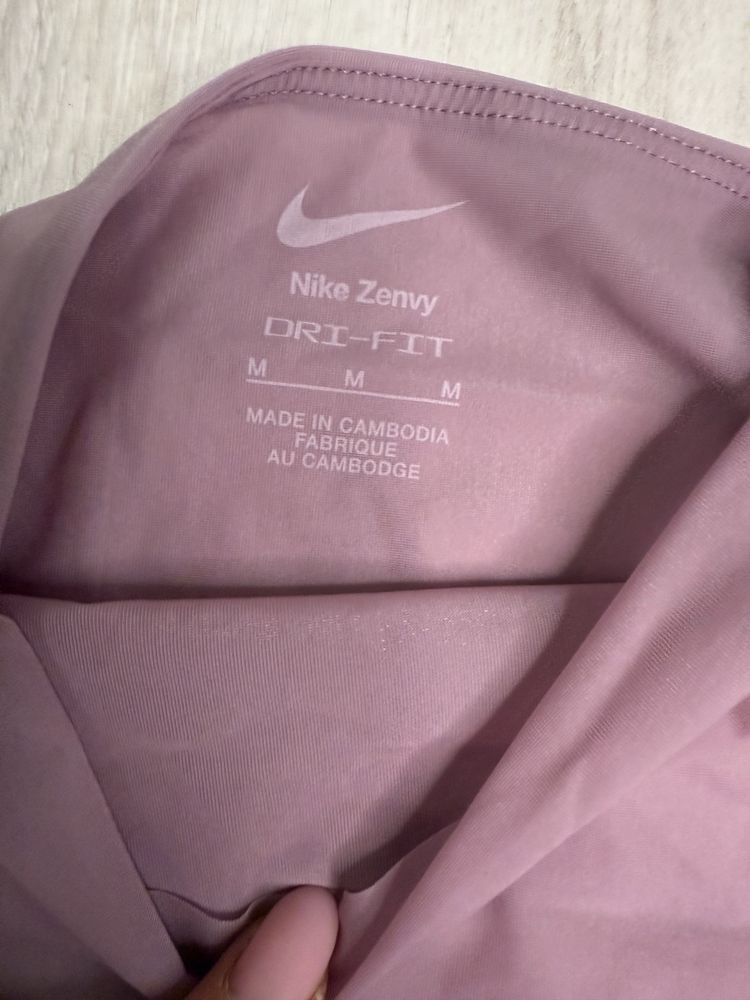 Nike Zenvy
DRI-FIT
M M M
MADE IN CAMBODIA
FABRIQUE
AU CAMBODGE